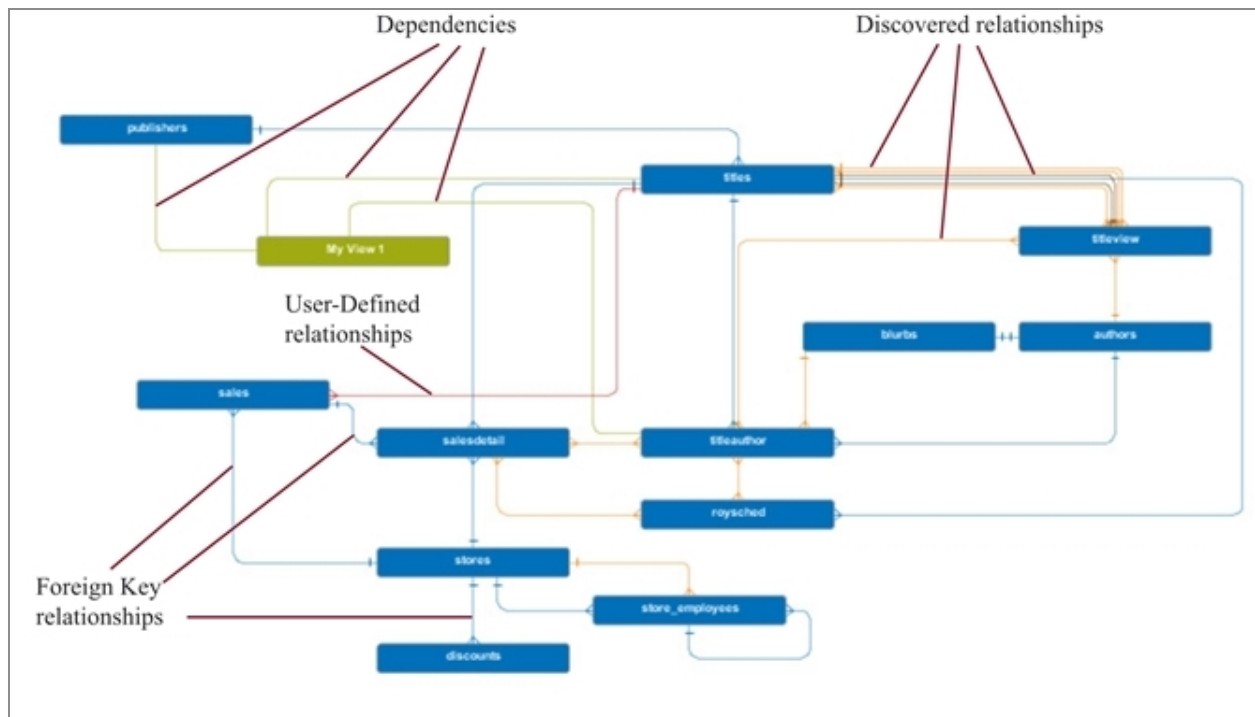 Dependencies
Discovered relationships
publishers
titles
My View 1
titleview
User-Defined
relationships
blurbs
authors
sales
salesdetail
titleauthor
roysched
stores
Foreign Key
relationships
store_employees
discounts